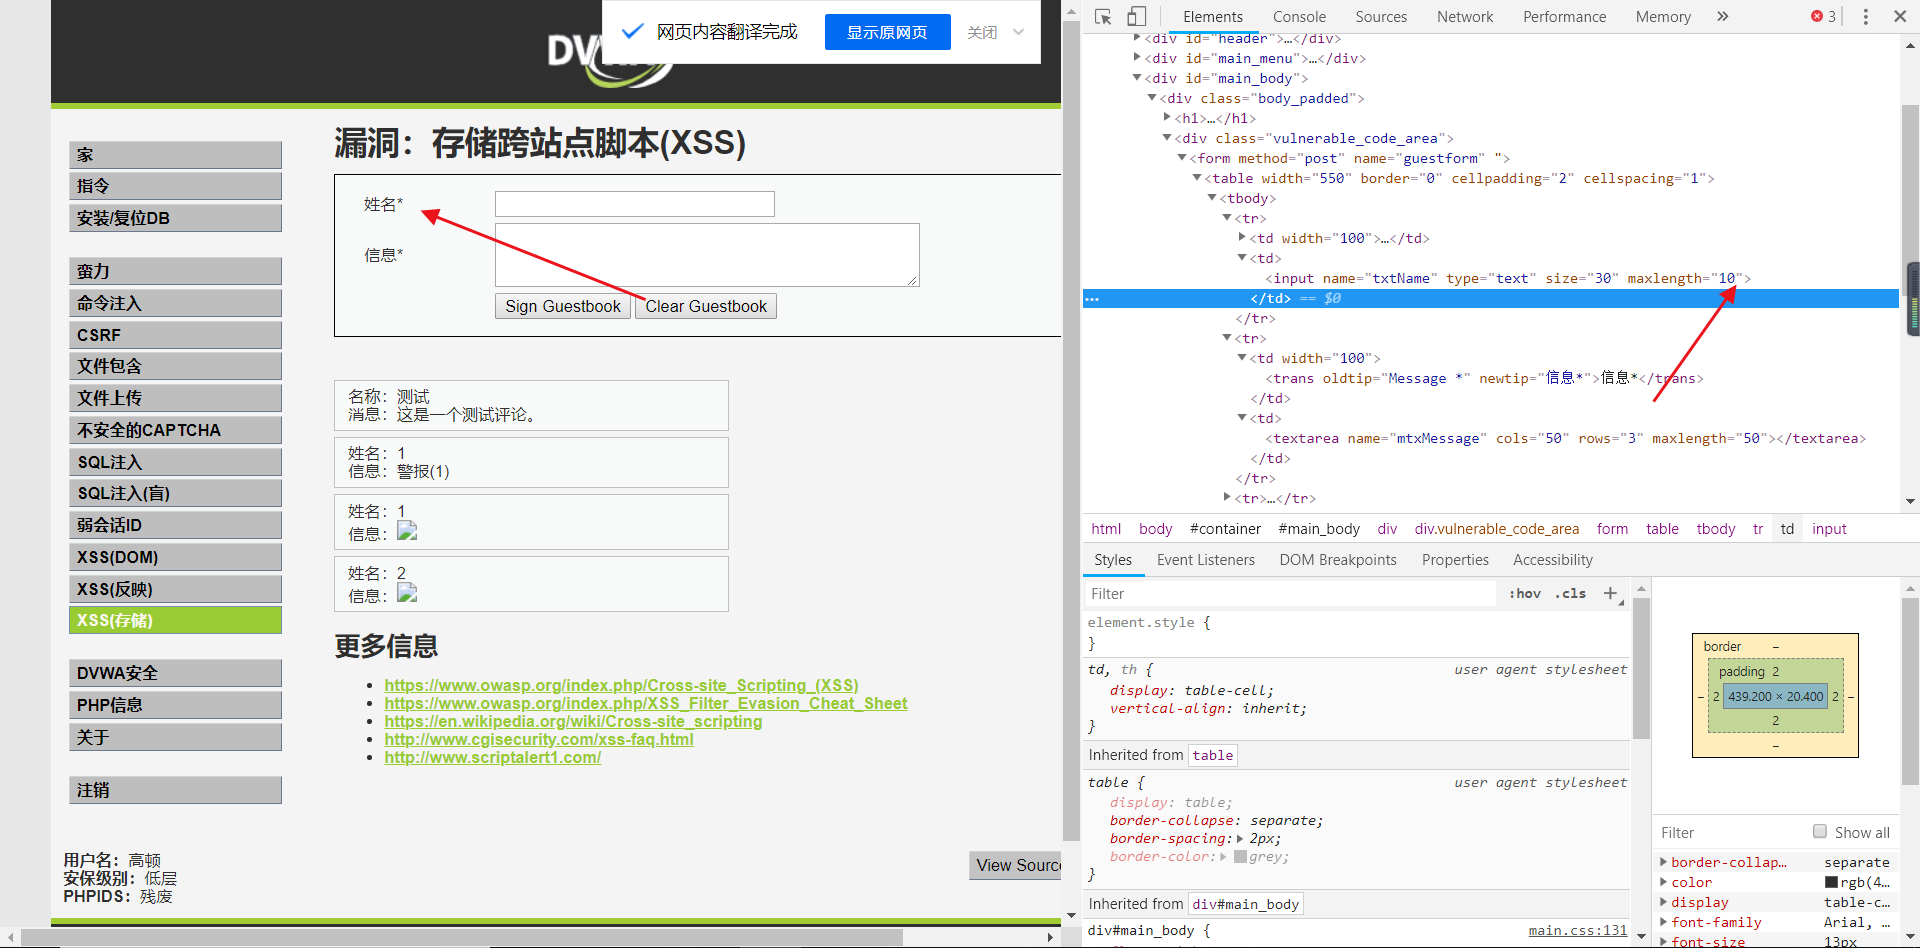 网页内容翻译完成
显示原网页
关闭
漏洞：存储跨站点脚本(XSS)
家
指令
安装/复位DB
蛮力
命令注入
CSRF
文件包含
文件上传
不安全的CAPTCHA
SQL注入
SQL注入(盲)
弱会话ID
XSS(DOM)
XSS(反映)
XSS(存储)
DVWA安全
PHP信息
关于
注销
姓名*
信息*
Sign Guestbook
Clear Guestbook
名称：测试
消息：这是一个测试评论。
姓名：1
信息：警报(1)
姓名：1
信息：
姓名：2
信息：
更多信息
https://www.owasp.org/index.php/Cross-site_Scripting_(XSS)
https://www.owasp.org/index.php/XSS_Filter_Evasion_Cheat_Sheet
https://en.wikipedia.org/wiki/Cross-site_scripting
http://www.cgisecurity.com/xss-faq.html
http://www.scriptalert1.com/
用户名：高顿
安保级别：低层
PHPIDS：残废
View Sourc
Elements Console Sources Network Performance Memory » 3
<div id="header">…</div>
<div id="main_menu">…</div>
<div id="main_body">
<div class="body_padded">
<h1>…</h1>
<div class="vulnerable_code_area">
<form method="post" name="guestform" ">
<table width="550" border="0" cellpadding="2" cellspacing="1">
<tbody>
<tr>
<td width="100">…</td>
<td>
<input name="txtName" type="text" size="30" maxlength="10">
</td> == $0
</tr>
<tr>
<td width="100">
<trans oldtip="Message *" newtip="信息*">信息*</trans>
</td>
<td>
<textarea name="mtxMessage" cols="50" rows="3" maxlength="50"></textarea>
</td>
</tr>
<tr>…</tr>
html body #container #main_body div div.vulnerable_code_area form table tbody tr td input
Styles Event Listeners DOM Breakpoints Properties Accessibility
Filter :hov .cls +
element.style {
}
td, th { user agent stylesheet
display: table-cell;
vertical-align: inherit;
}
Inherited from table
table { user agent stylesheet
display: table;
border-collapse: separate;
border-spacing: 2px;
border-color: grey;
}
Inherited from div#main_body
div#main_body { main.css:131
border –
padding 2
– 2 439.200 × 20.400 2 –
2
–
Filter Show all
border-collap… separate
color rgb(4…
display table-c…
font-family Arial, …
font-size 13px